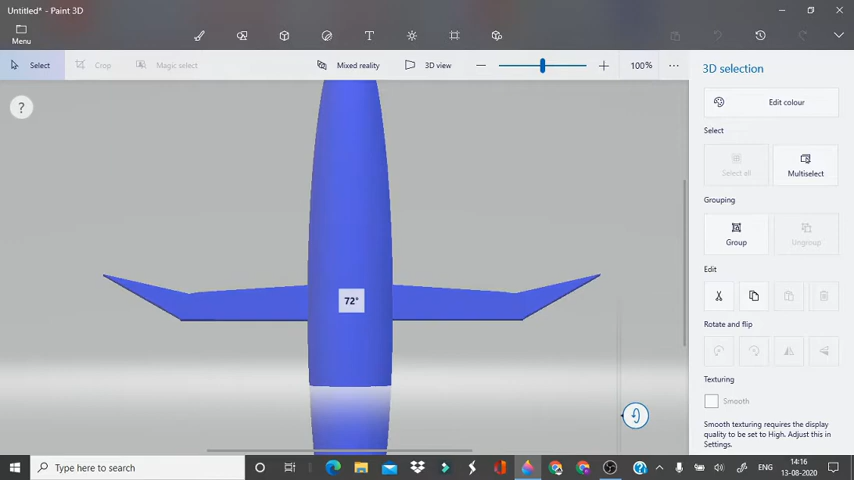 Untitled* - Paint 3D
Menu
Select
Crop
Magic select
Mixed reality
3D view
100%
3D selection
?
Edit colour
Select
Select all
Multiselect
Grouping
Group
Ungroup
72°
Edit
Rotate and flip
Texturing
Smooth
Smooth texturing requires the display
quality to be set to High. Adjust this in
Settings.
Type here to search
ENG
14:16
13-08-2020